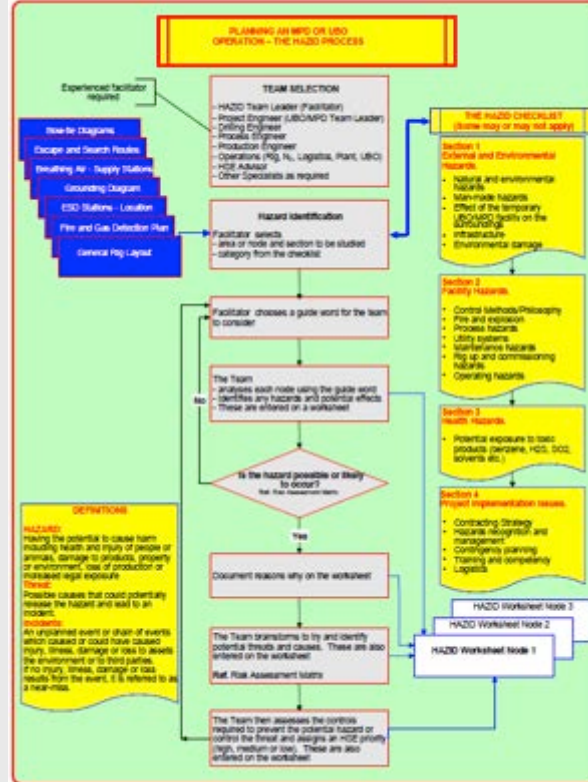 PLANNING AN MPD OR UBO
OPERATION – THE HAZID PROCESS
Experienced facilitator
required
TEAM SELECTION
- HAZID Team Leader (Facilitator)
- Project Engineer (UBO/MPD Team Leader)
- Drilling Engineer
- Process Engineer
- Production Engineer
- Operations (Rig, N₂, Logistics, Plant, UBO)
- HSE Advisor
- Other Specialists as required
Bow-tie Diagrams
Escape and Search Routes
Breathing Air - Supply Stations
Grounding Diagram
ESD Stations - Location
Fire and Gas Detection Plan
General Rig Layout
Hazard Identification
Facilitator selects
- area or node and section to be studied
- category from the checklist
THE HAZID CHECKLIST
(Some may or may not apply)
Section 1
External and Environmental
Hazards.
• Natural and environmental
hazards
• Man-made hazards
• Effect of the temporary
UBO/MPD facility on the
surroundings
• Infrastructure
• Environmental damage
Section 2
Facility Hazards.
• Control Methods/Philosophy
• Fire and explosion
• Process hazards
• Utility systems
• Maintenance hazards
• Rig up and commissioning
hazards
• Operating hazards
Section 3
Health Hazards.
• Potential exposure to toxic
products (benzene, H2S, SO2,
solvents etc.)
Section 4
Project Implementation Issues.
• Contracting Strategy
• Hazards recognition and
management
• Contingency planning
• Training and competency
• Logistics
Facilitator chooses a guide word for the team
to consider
The Team
- analyses each node using the guide word
- Identifies any hazards and potential effects
- These are entered on a worksheet
No
Is the hazard possible or likely
to occur?
Ref. Risk Assessment Matrix
Yes
Document reasons why on the worksheet
The Team brainstorms to try and identify
potential threats and causes. These are also
entered on the worksheet
Ref. Risk Assessment Matrix
The Team then assesses the controls
required to prevent the potential hazard or
control the threat and assigns an HSE priority
(high, medium or low). These are also
entered on the worksheet
HAZID Worksheet Node 3
HAZID Worksheet Node 2
HAZID Worksheet Node 1
DEFINITIONS
HAZARD:
Having the potential to cause harm
including health and injury of people or
animals, damage to products, property
or environment, loss of production or
increased legal exposure
Threat:
Possible causes that could potentially
release the hazard and lead to an
incident.
Incidents:
An unplanned event or chain of events
which caused or could have caused
injury, illness, damage or loss to assets
the environment or to third parties.
If no injury, illness, damage or loss
results from the event, it is referred to as
a near-miss.